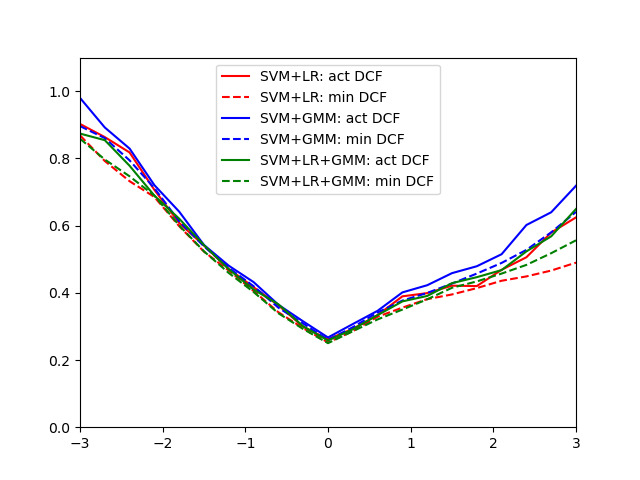 SVM+LR: act DCF
SVM+LR: min DCF
SVM+GMM: act DCF
SVM+GMM: min DCF
SVM+LR+GMM: act DCF
SVM+LR+GMM: min DCF
1.0
0.8
0.6
0.4
0.2
0.0
−3 −2 −1 0 1 2 3